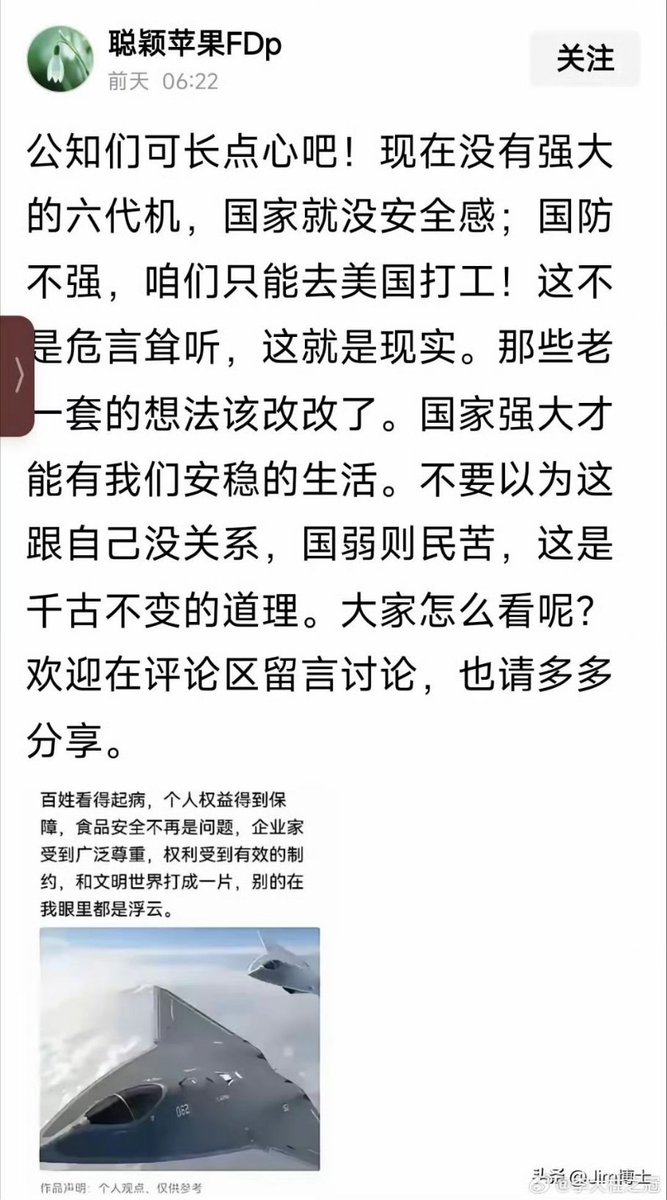 聪颖苹果FDp
前天 06:22
关注
公知们可长点心吧！现在没有强大
的六代机，国家就没安全感；国防
不强，咱们只能去美国打工！这不
是危言耸听，这就是现实。那些老
一套的想法该改改了。国家强大才
能有我们安稳的生活。不要以为这
跟自己没关系，国弱则民苦，这是
千古不变的道理。大家怎么看呢？
欢迎在评论区留言讨论，也请多多
分享。
百姓看得起病，个人权益得到保
障，食品安全不再是问题，企业家
受到广泛尊重，权利受到有效的制
约，和文明世界打成一片，别的在
我眼里都是浮云。
062
作品声明：个人观点、仅供参考
头条 @Jim博士